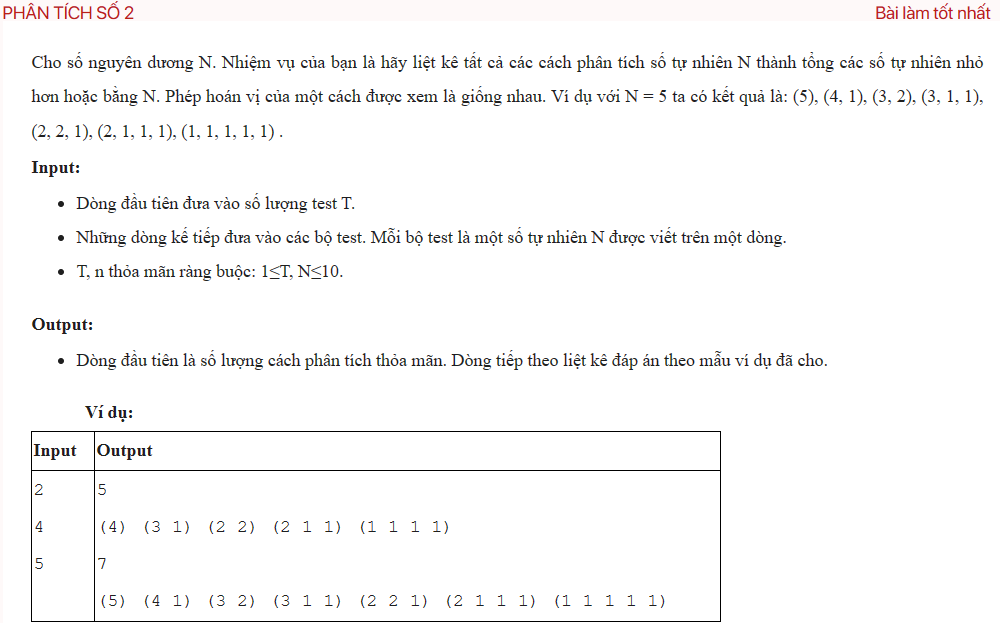 PHÂN TÍCH SỐ 2
Bài làm tốt nhất
Cho số nguyên dương N. Nhiệm vụ của bạn là hãy liệt kê tất cả các cách phân tích số tự nhiên N thành tổng các số tự nhiên nhỏ
hơn hoặc bằng N. Phép hoán vị của một cách được xem là giống nhau. Ví dụ với N = 5 ta có kết quả là: (5), (4, 1), (3, 2), (3, 1, 1),
(2, 2, 1), (2, 1, 1, 1), (1, 1, 1, 1, 1) .
Input:
• Dòng đầu tiên đưa vào số lượng test T.
• Những dòng kế tiếp đưa vào các bộ test. Mỗi bộ test là một số tự nhiên N được viết trên một dòng.
• T, n thỏa mãn ràng buộc: 1≤T, N≤10.
Output:
• Dòng đầu tiên là số lượng cách phân tích thỏa mãn. Dòng tiếp theo liệt kê đáp án theo mẫu ví dụ đã cho.
Ví dụ:
Input Output
2 5
4 (4) (3 1) (2 2) (2 1 1) (1 1 1 1)
5 7
(5) (4 1) (3 2) (3 1 1) (2 2 1) (2 1 1 1) (1 1 1 1 1)